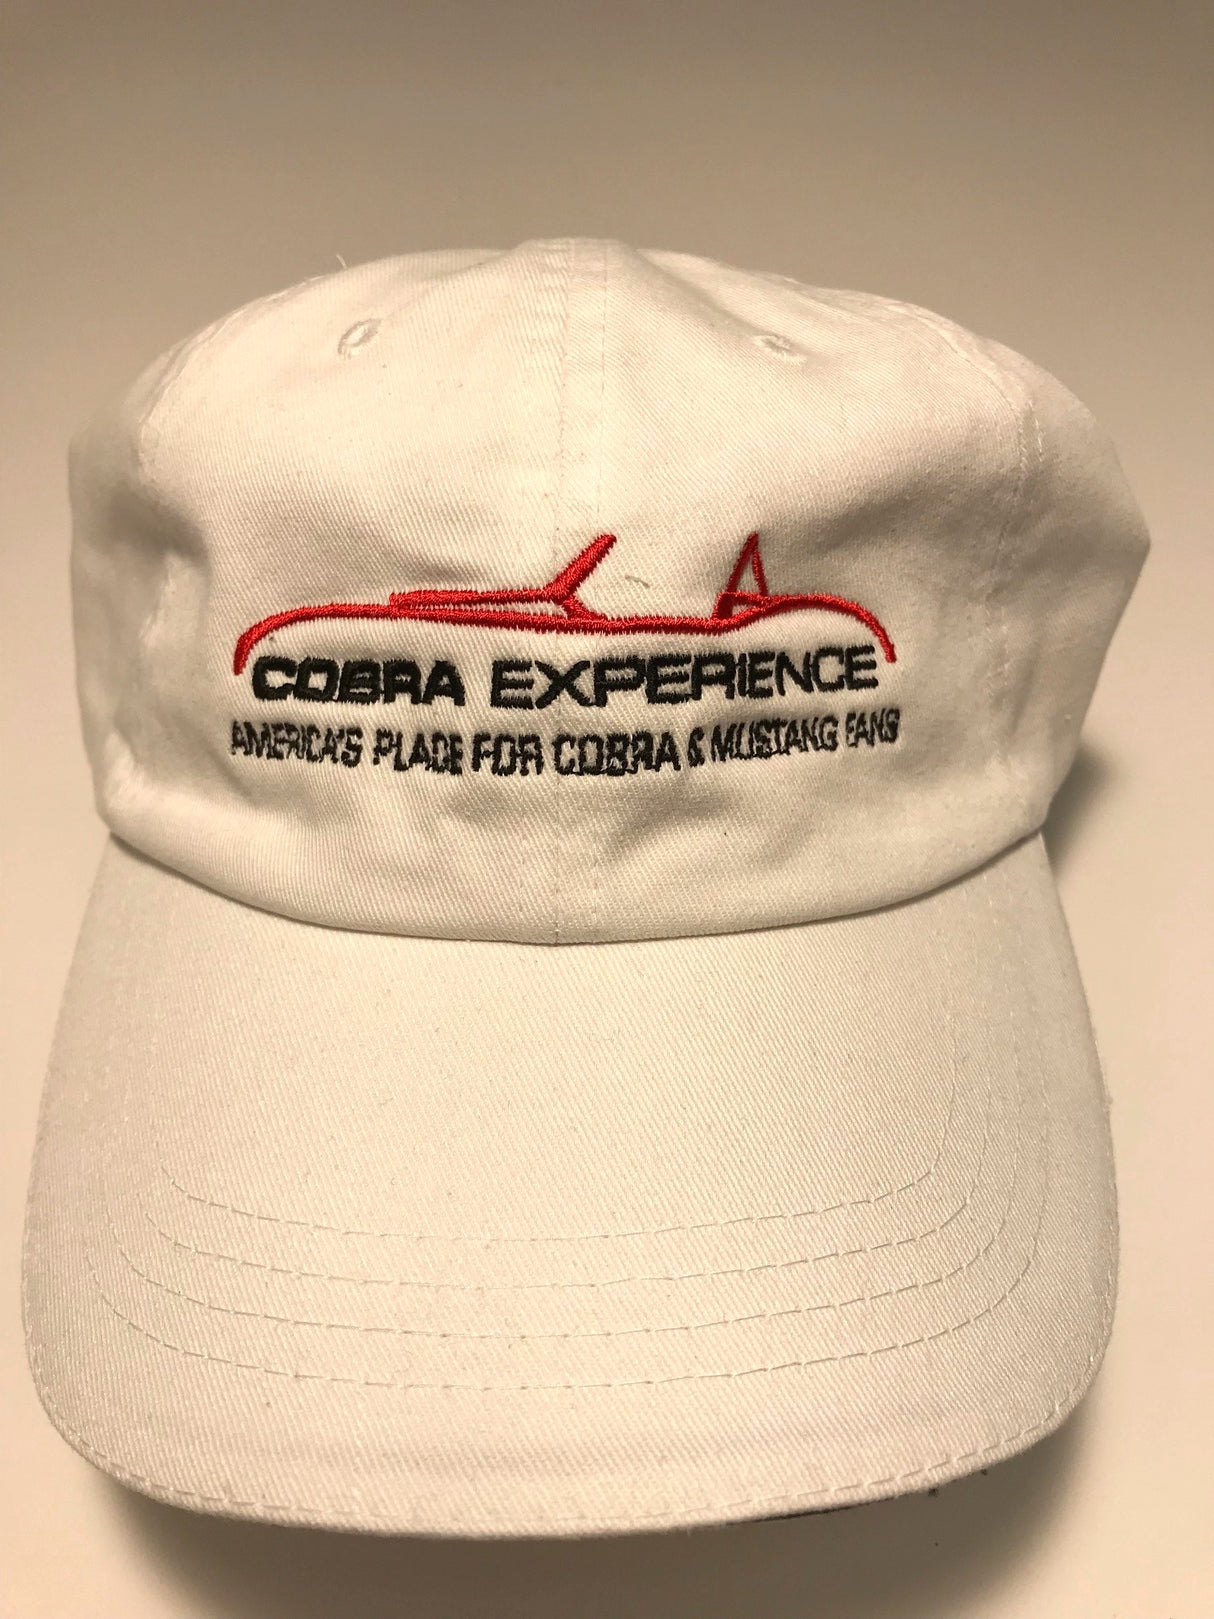 COBRA EXPERIENCE
AMERICA'S PLACE FOR COBRA & MUSTANG FANS